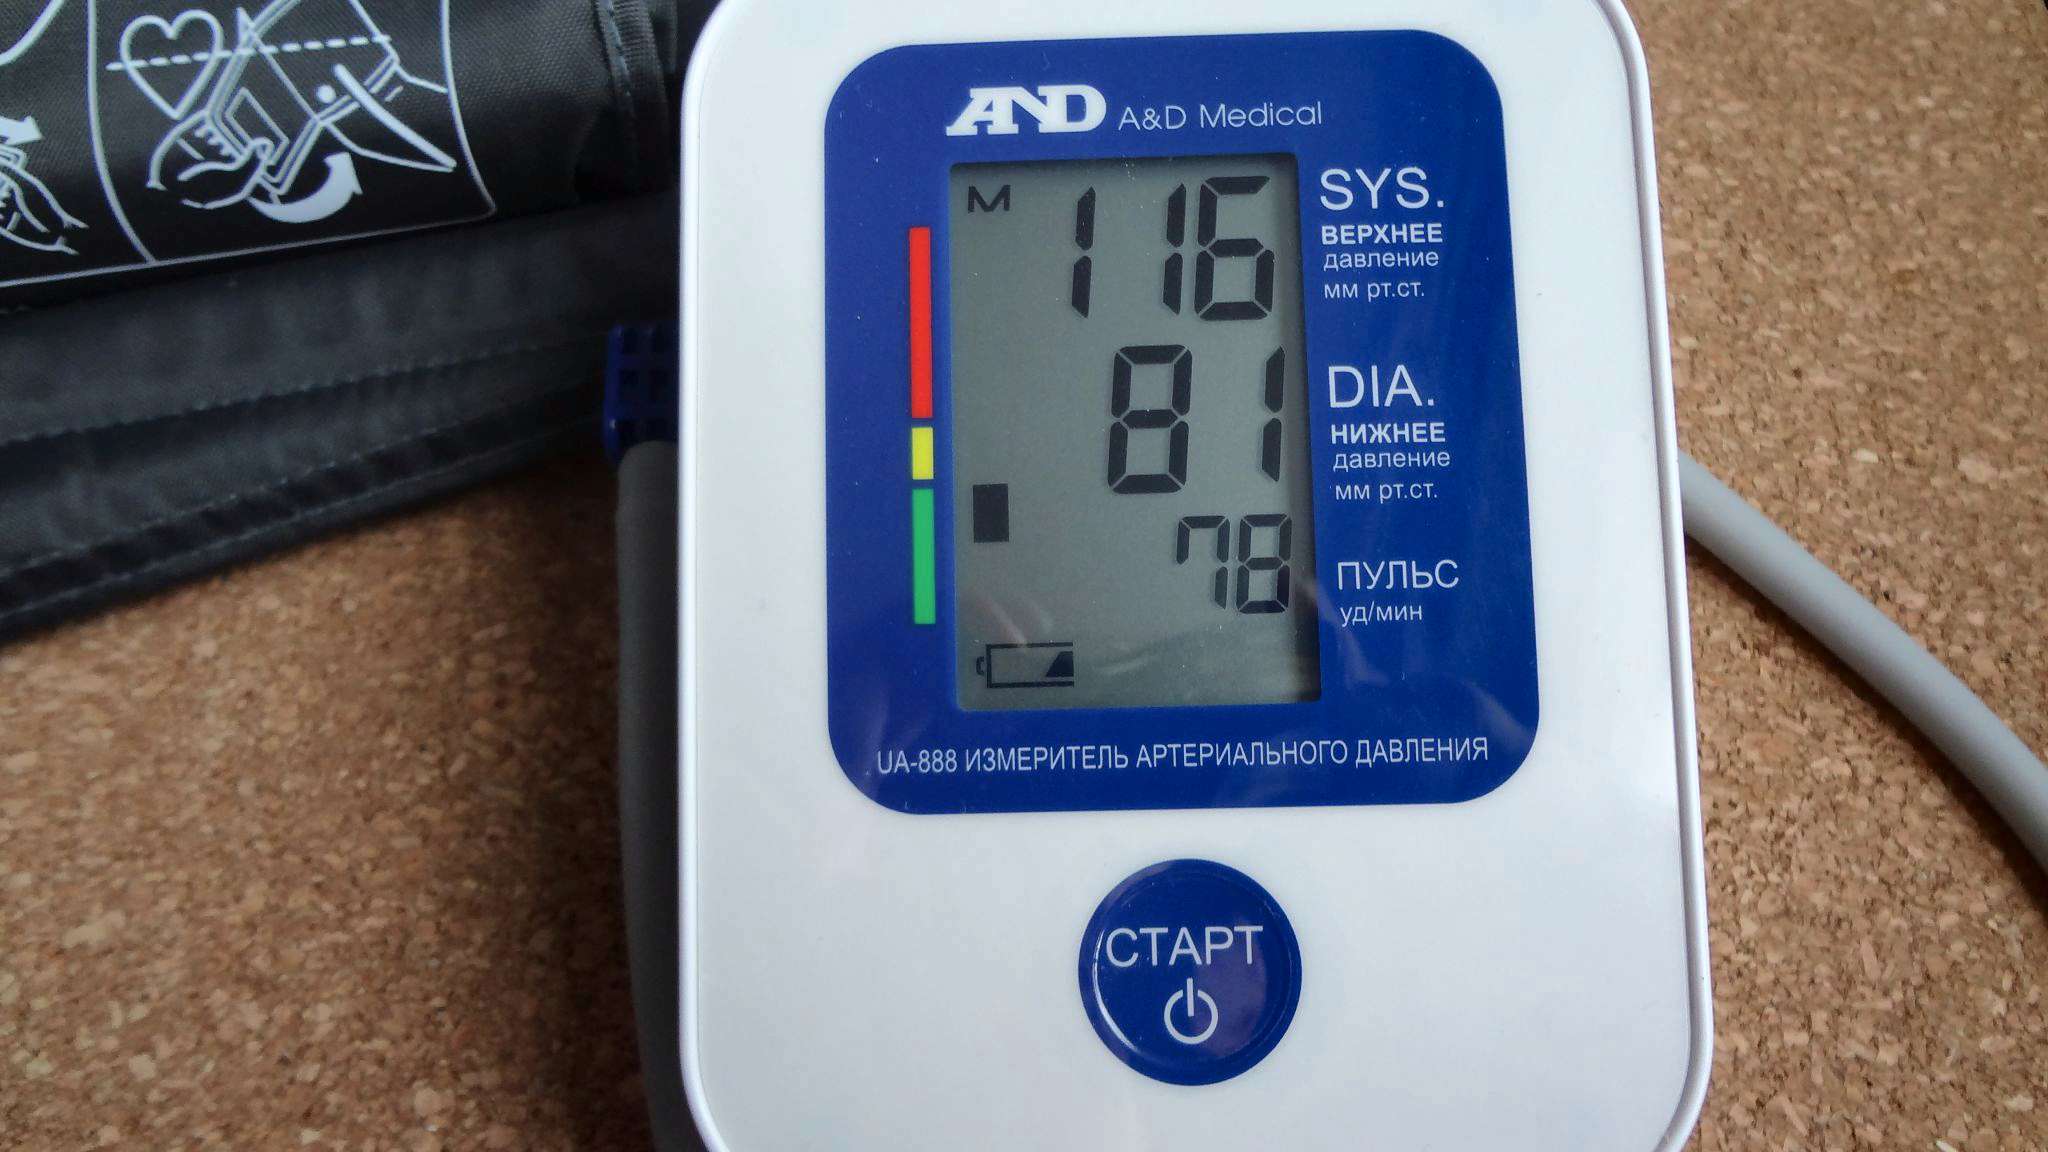 AND A&D Medical
M 116
SYS.
ВЕРХНЕЕ
давление
мм рт.ст.
81
DIA.
НИЖНЕЕ
давление
мм рт.ст.
78
ПУЛЬС
уд/мин
UA-888 ИЗМЕРИТЕЛЬ АРТЕРИАЛЬНОГО ДАВЛЕНИЯ
СТАРТ